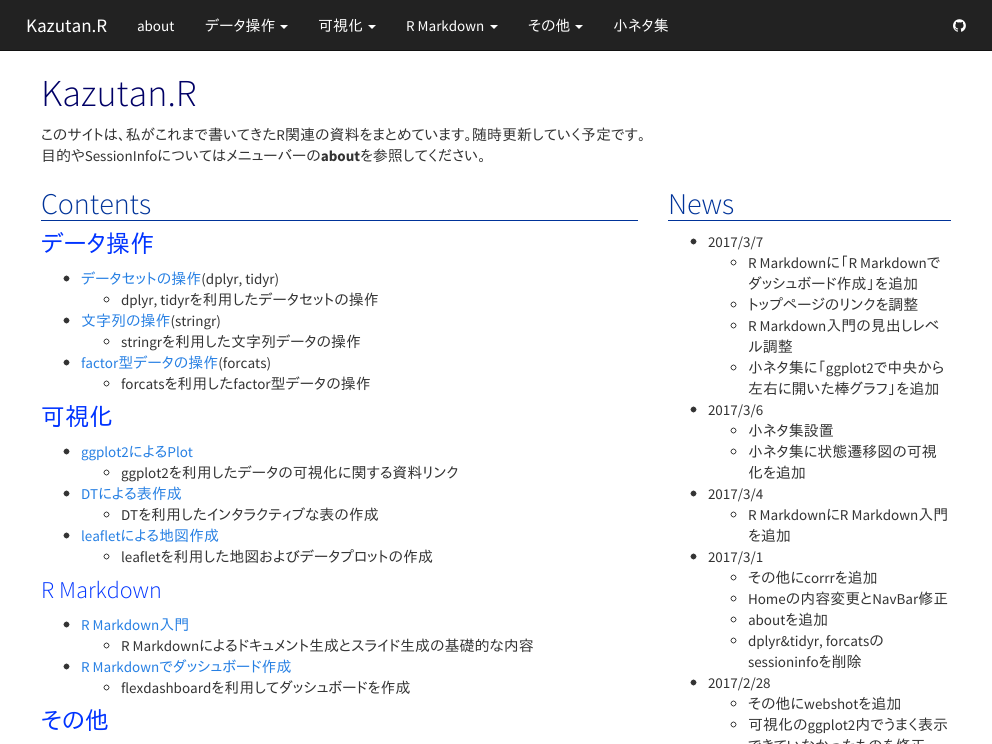 Kazutan.R about データ操作 可視化 R Markdown その他 小ネタ集
Kazutan.R
このサイトは、私がこれまで書いてきたR関連の資料をまとめています。随時更新していく予定です。
目的やSessionInfoについてはメニューバーのaboutを参照してください。
Contents
データ操作
データセットの操作(dplyr, tidyr)
dplyr, tidyrを利用したデータセットの操作
文字列の操作(stringr)
stringrを利用した文字列データの操作
factor型データの操作(forcats)
forcatsを利用したfactor型データの操作
可視化
ggplot2によるPlot
ggplot2を利用したデータの可視化に関する資料リンク
DTによる表作成
DTを利用したインタラクティブな表の作成
leafletによる地図作成
leafletを利用した地図およびデータプロットの作成
R Markdown
R Markdown入門
R Markdownによるドキュメント生成とスライド生成の基礎的な内容
R Markdownでダッシュボード作成
flexdashboardを利用してダッシュボードを作成
その他
News
2017/3/7
R Markdownに「R Markdownで
ダッシュボード作成」を追加
トップページのリンクを調整
R Markdown入門の見出しレベ
ル調整
小ネタ集に「ggplot2で中央から
左右に開いた棒グラフ」を追加
2017/3/6
小ネタ集設置
小ネタ集に状態遷移図の可視
化を追加
2017/3/4
R MarkdownにR Markdown入門
を追加
2017/3/1
その他にcorrrを追加
Homeの内容変更とNavBar修正
aboutを追加
dplyr&tidyr, forcatsの
sessioninfoを削除
2017/2/28
その他にwebshotを追加
可視化のggplot2内でうまく表示
できていなかったものを修正